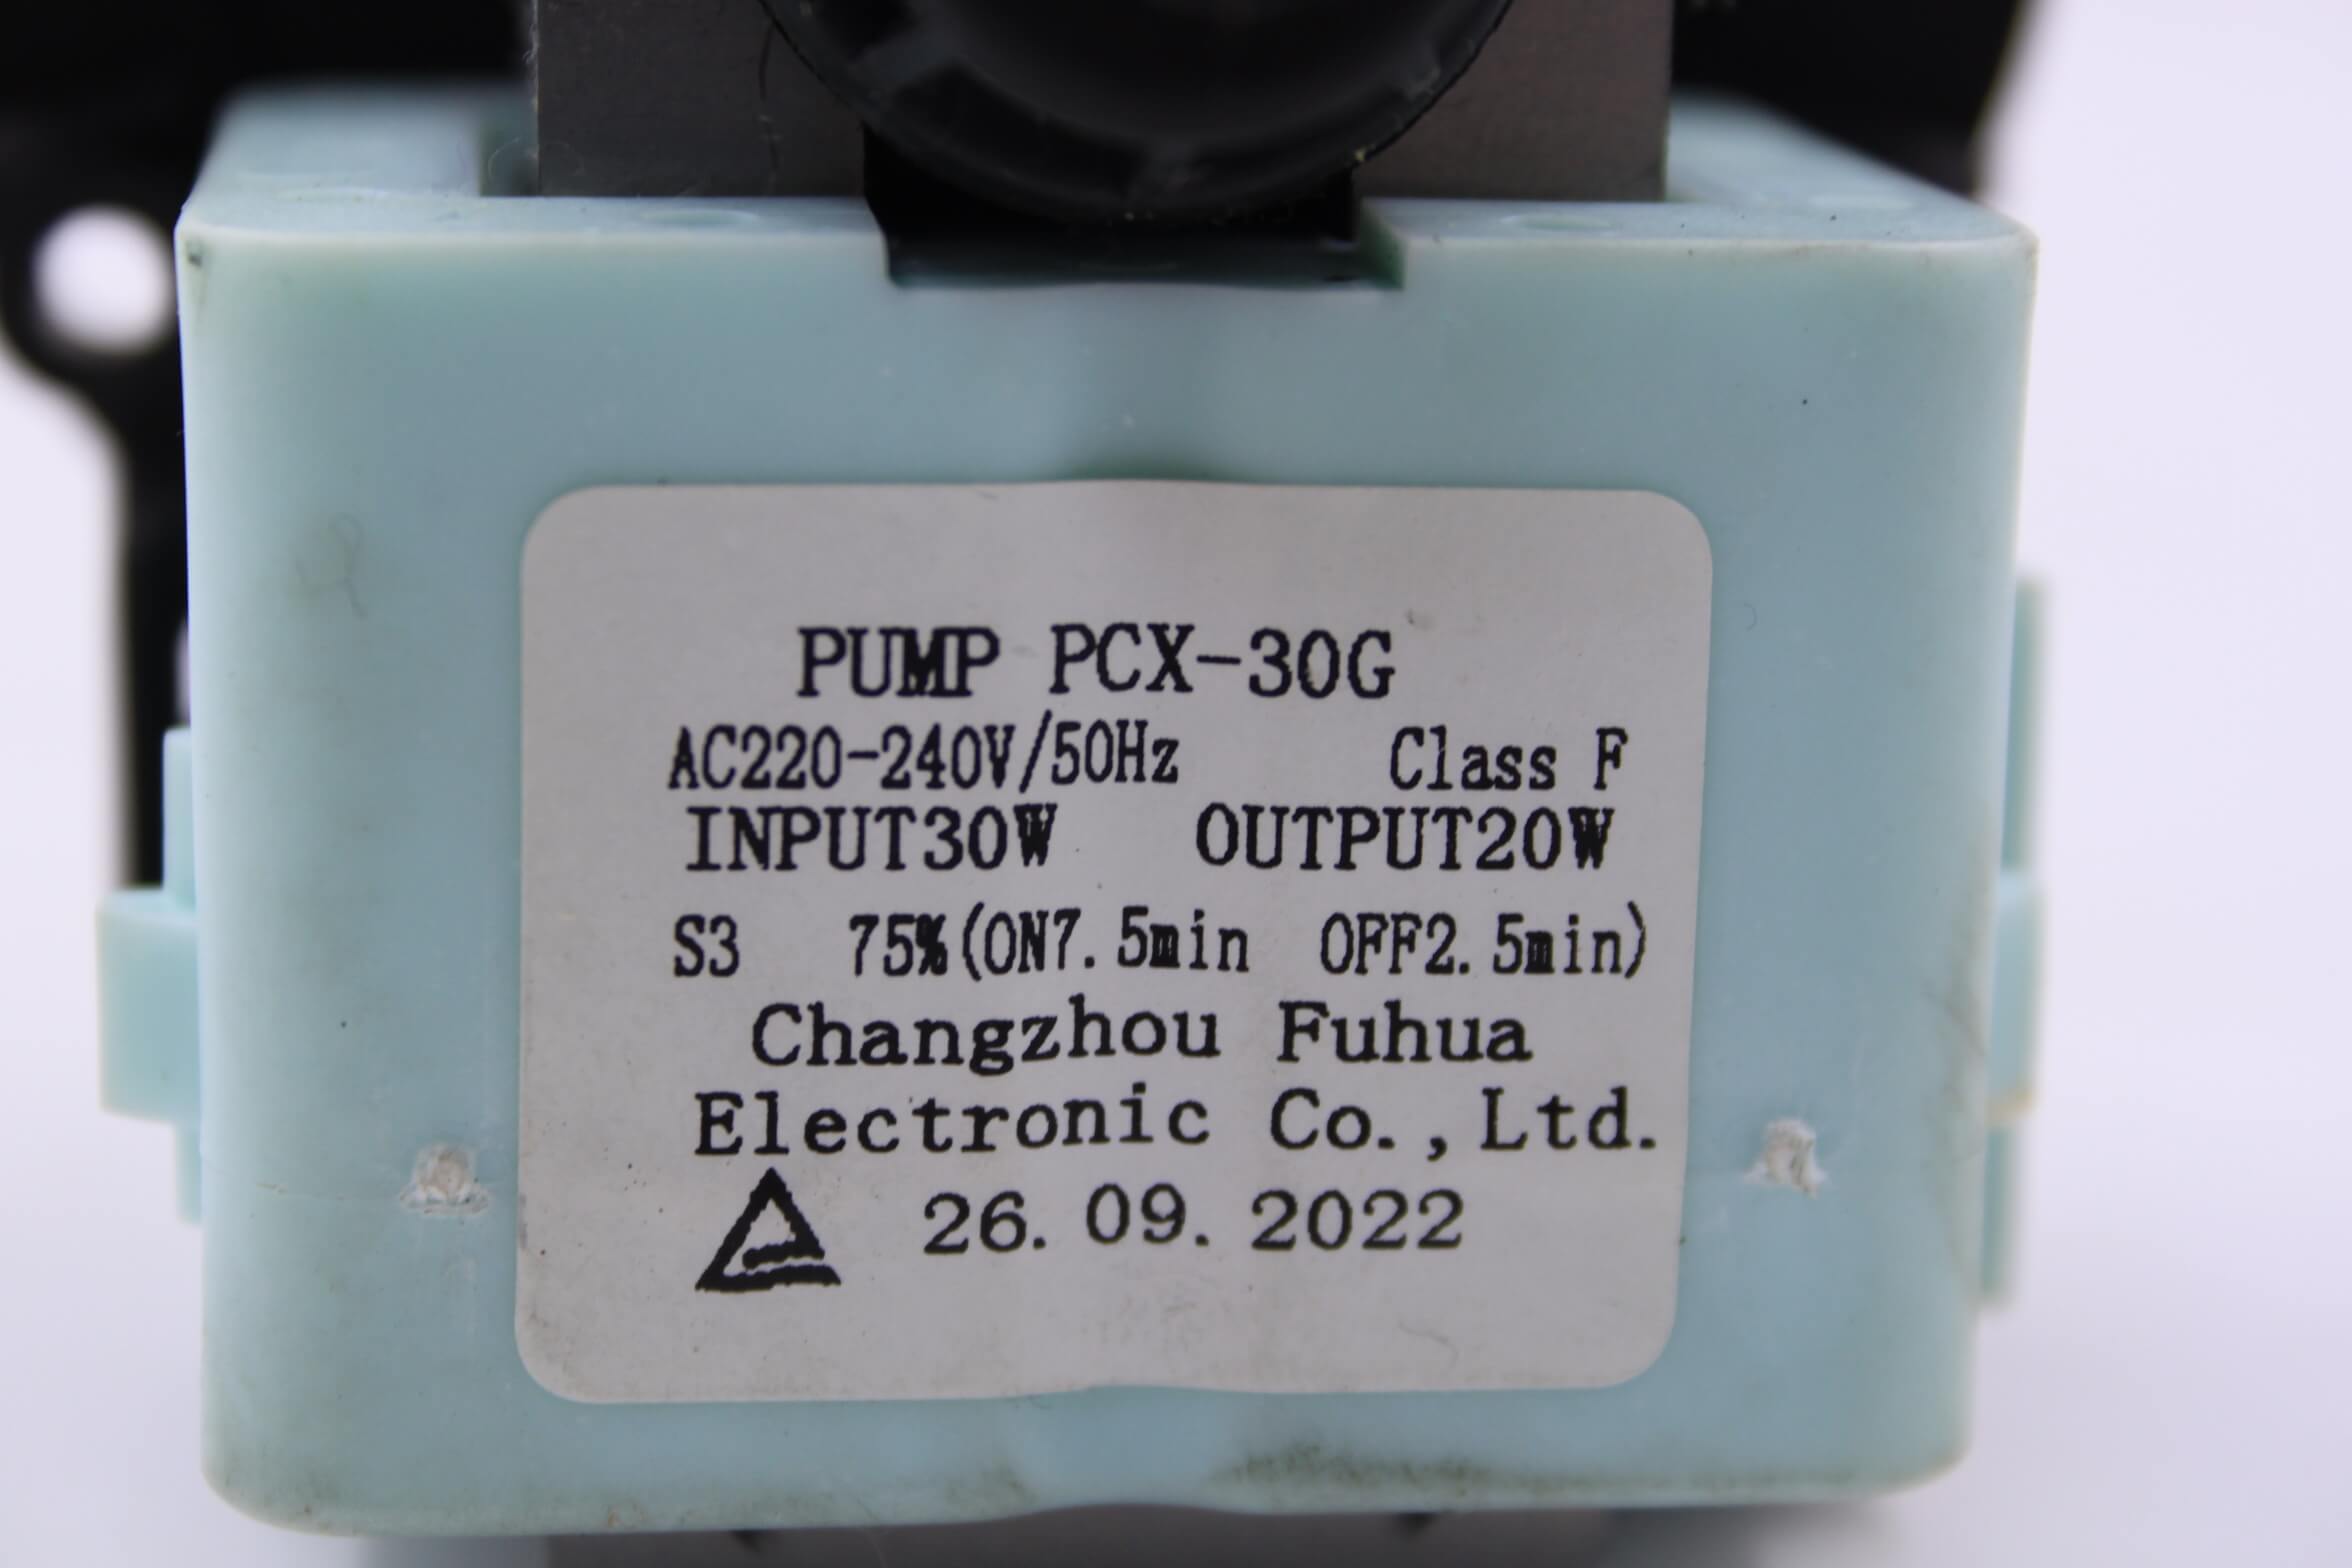 PUMP PCX-30G
AC220-240V/50Hz Class F
INPUT30W OUTPUT20W
S3 75%(ON7.5min OFF2.5min)
Changzhou Fuhua
Electronic Co.,Ltd.
26.09.2022